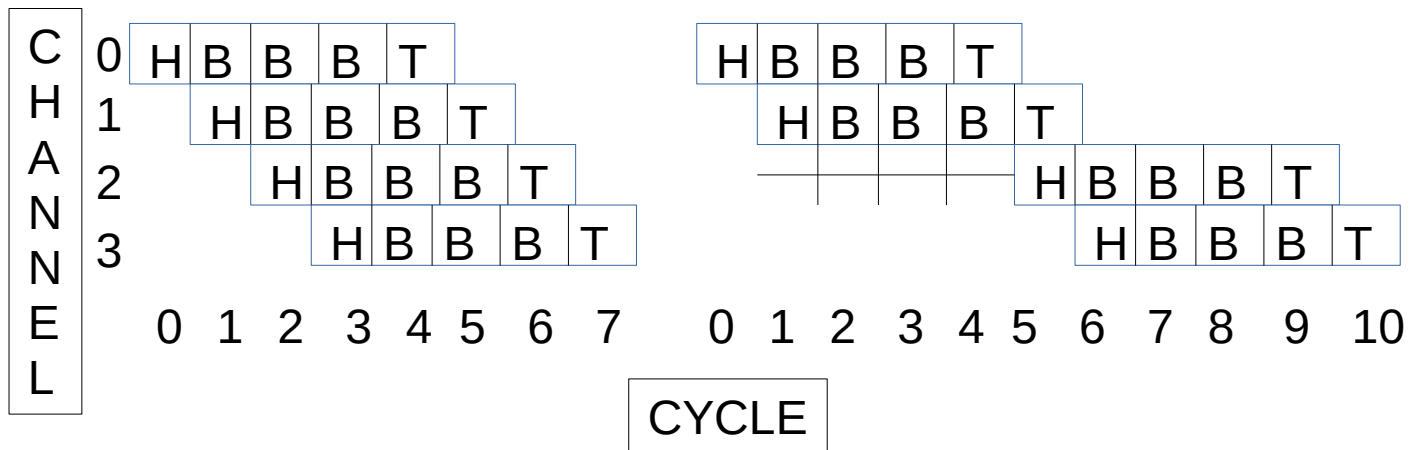 CHANNEL
0 H B B B T H B B B T
1 H B B B T H B B B T
2 H B B B T H B B B T
3 H B B B T H B B B T
0 1 2 3 4 5 6 7 0 1 2 3 4 5 6 7 8 9 10
CYCLE